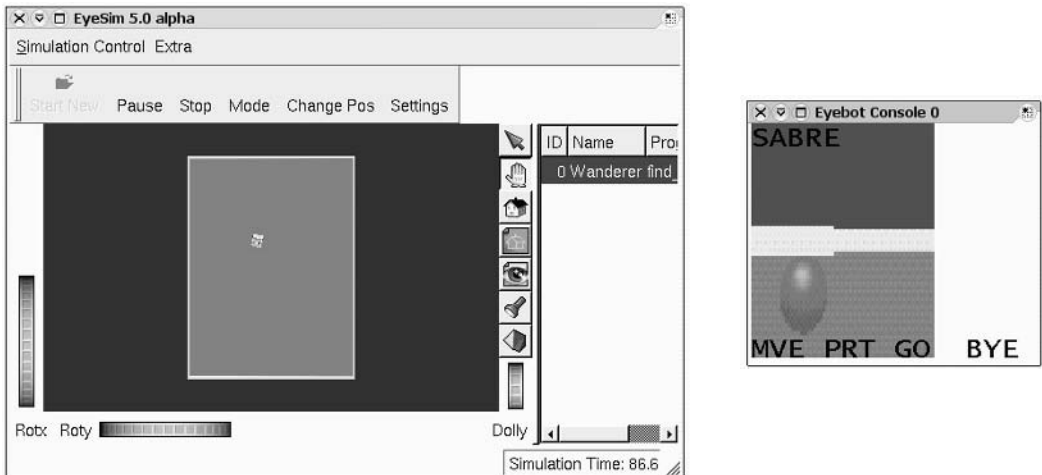 EyeSim 5.0 alpha
Simulation Control Extra
Start New Pause Stop Mode Change Pos Settings
ID Name Prog
0 Wanderer find_
Rotx Roty Dolly
Simulation Time: 86.6
Eyebot Console 0
SABRE
MVE PRT GO BYE